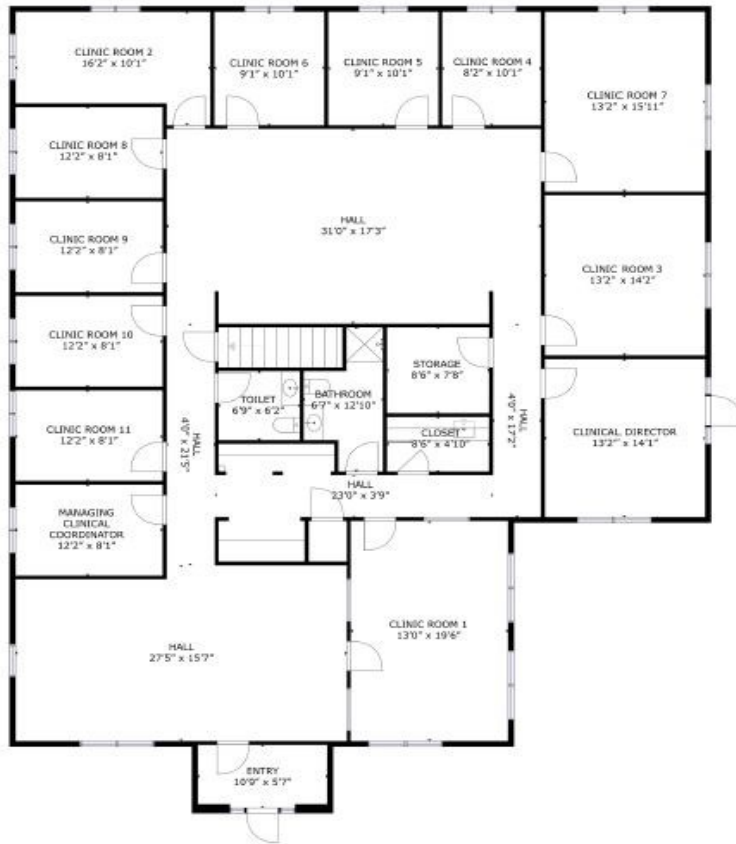 CLINIC ROOM 2
16'2" x 10'1"
CLINIC ROOM 6
9'1" x 10'1"
CLINIC ROOM 5
9'1" x 10'1"
CLINIC ROOM 4
8'2" x 10'1"
CLINIC ROOM 7
13'2" x 15'11"
CLINIC ROOM 8
12'2" x 8'1"
HALL
31'0" x 17'3"
CLINIC ROOM 9
12'2" x 8'1"
CLINIC ROOM 3
13'2" x 14'2"
CLINIC ROOM 10
12'2" x 8'1"
STORAGE
8'6" x 7'8"
TOILET
6'9" x 6'2"
BATHROOM
6'7" x 12'10"
CLINIC ROOM 11
12'2" x 8'1"
HALL
4'0" x 21'5"
CLOSET
8'6" x 4'10"
HALL
4'0" x 17'2"
CLINICAL DIRECTOR
13'2" x 14'1"
HALL
23'0" x 3'9"
MANAGING
CLINICAL
COORDINATOR
12'2" x 8'1"
CLINIC ROOM 1
13'0" x 19'6"
HALL
27'5" x 15'7"
ENTRY
10'9" x 5'7"